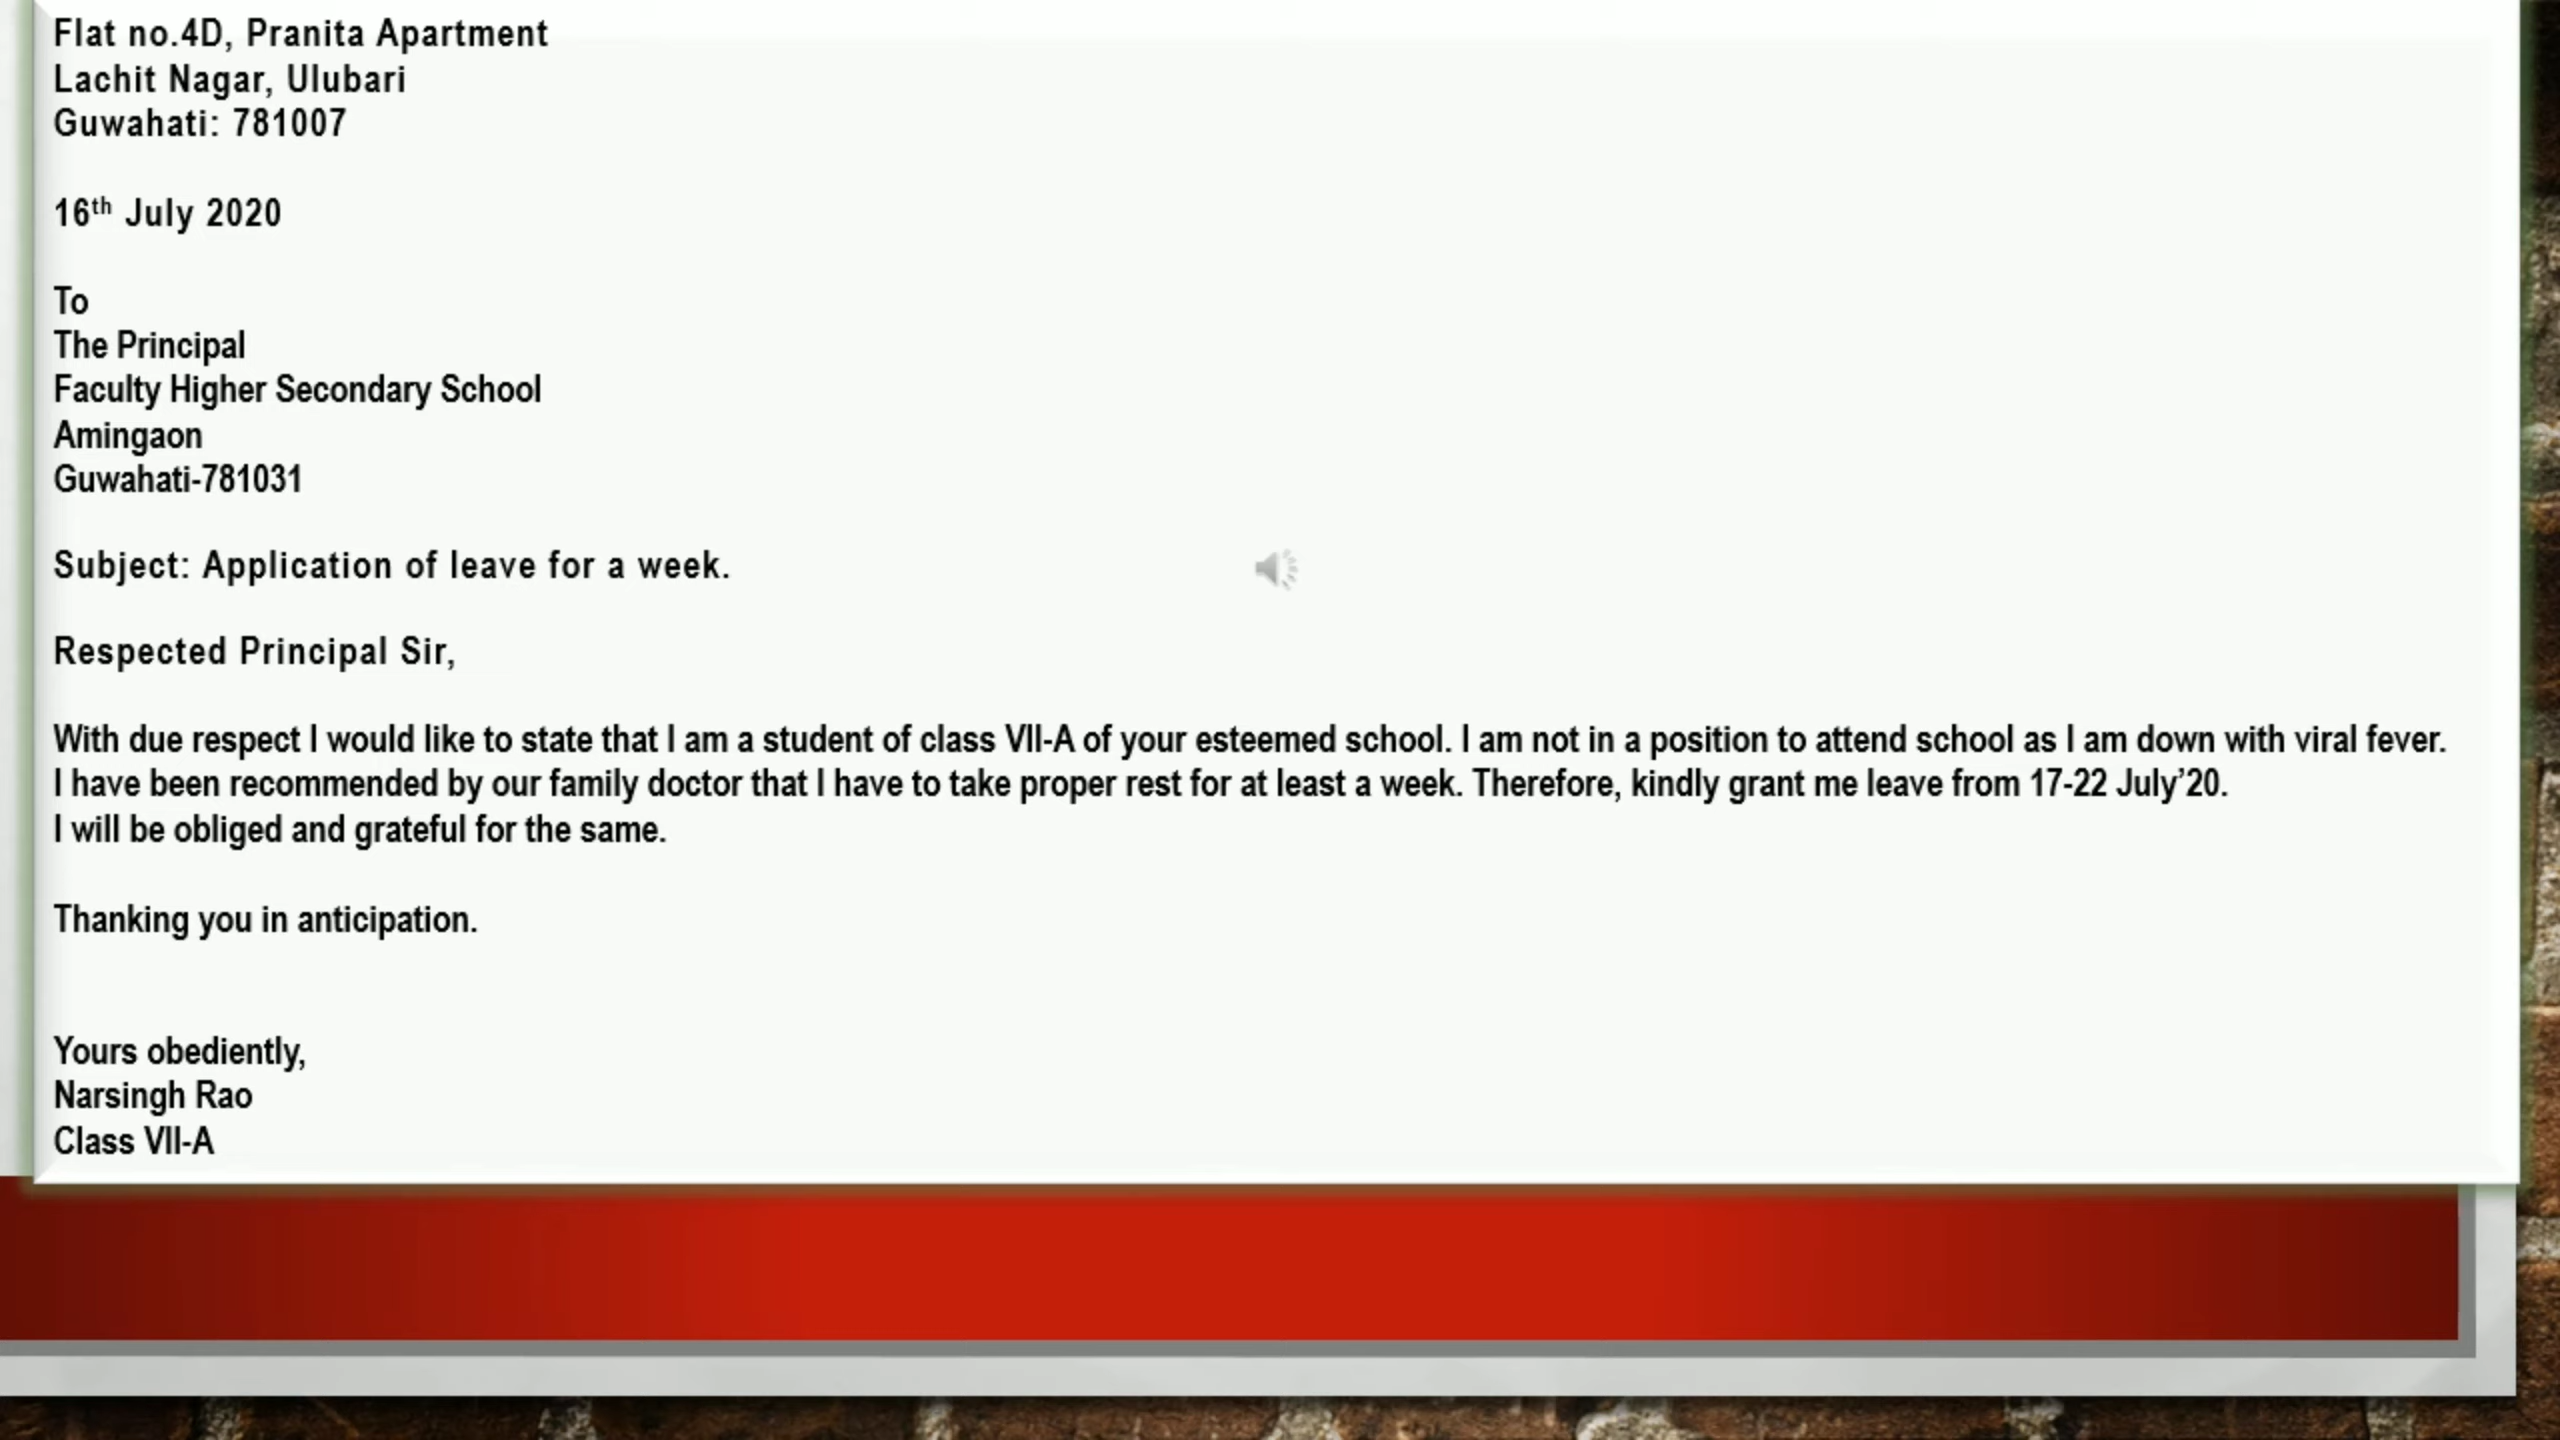 Flat no.4D, Pranita Apartment
Lachit Nagar, Ulubari
Guwahati: 781007
16th July 2020
To
The Principal
Faculty Higher Secondary School
Amingaon
Guwahati-781031
Subject: Application of leave for a week.
Respected Principal Sir,
With due respect I would like to state that I am a student of class VII-A of your esteemed school. I am not in a position to attend school as I am down with viral fever.
I have been recommended by our family doctor that I have to take proper rest for at least a week. Therefore, kindly grant me leave from 17-22 July’20.
I will be obliged and grateful for the same.
Thanking you in anticipation.
Yours obediently,
Narsingh Rao
Class VII-A